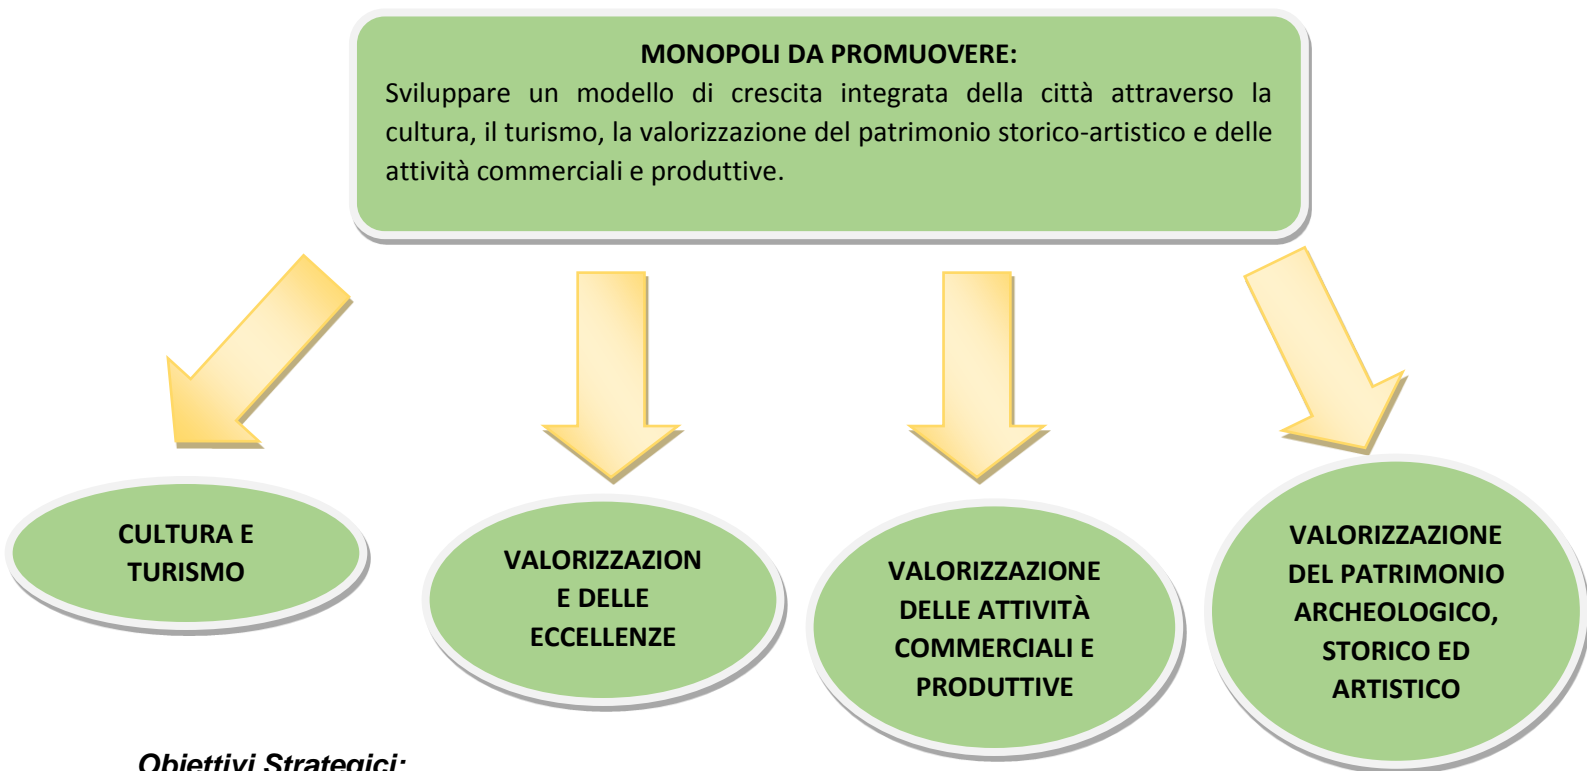 MONOPOLI DA PROMUOVERE:
Sviluppare un modello di crescita integrata della città attraverso la
cultura, il turismo, la valorizzazione del patrimonio storico-artistico e delle
attività commerciali e produttive.
CULTURA E
TURISMO
VALORIZZAZION
E DELLE
ECCELLENZE
VALORIZZAZIONE
DELLE ATTIVITÀ
COMMERCIALI E
PRODUTTIVE
VALORIZZAZIONE
DEL PATRIMONIO
ARCHEOLOGICO,
STORICO ED
ARTISTICO
Obiettivi Strategici: